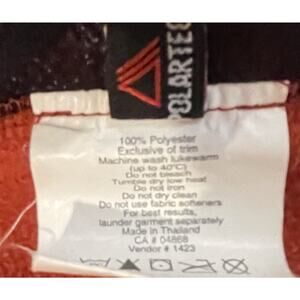 POLARTEC
100% Polyester
Exclusive of trim
Machine wash lukewarm
(up to 40°C)
Do not bleach
Tumble dry low heat
Do not iron
Do not dry clean
Do not use fabric softeners
For best results,
launder garment separately
Made in Thailand
CA # 04868
Vendor # 1423